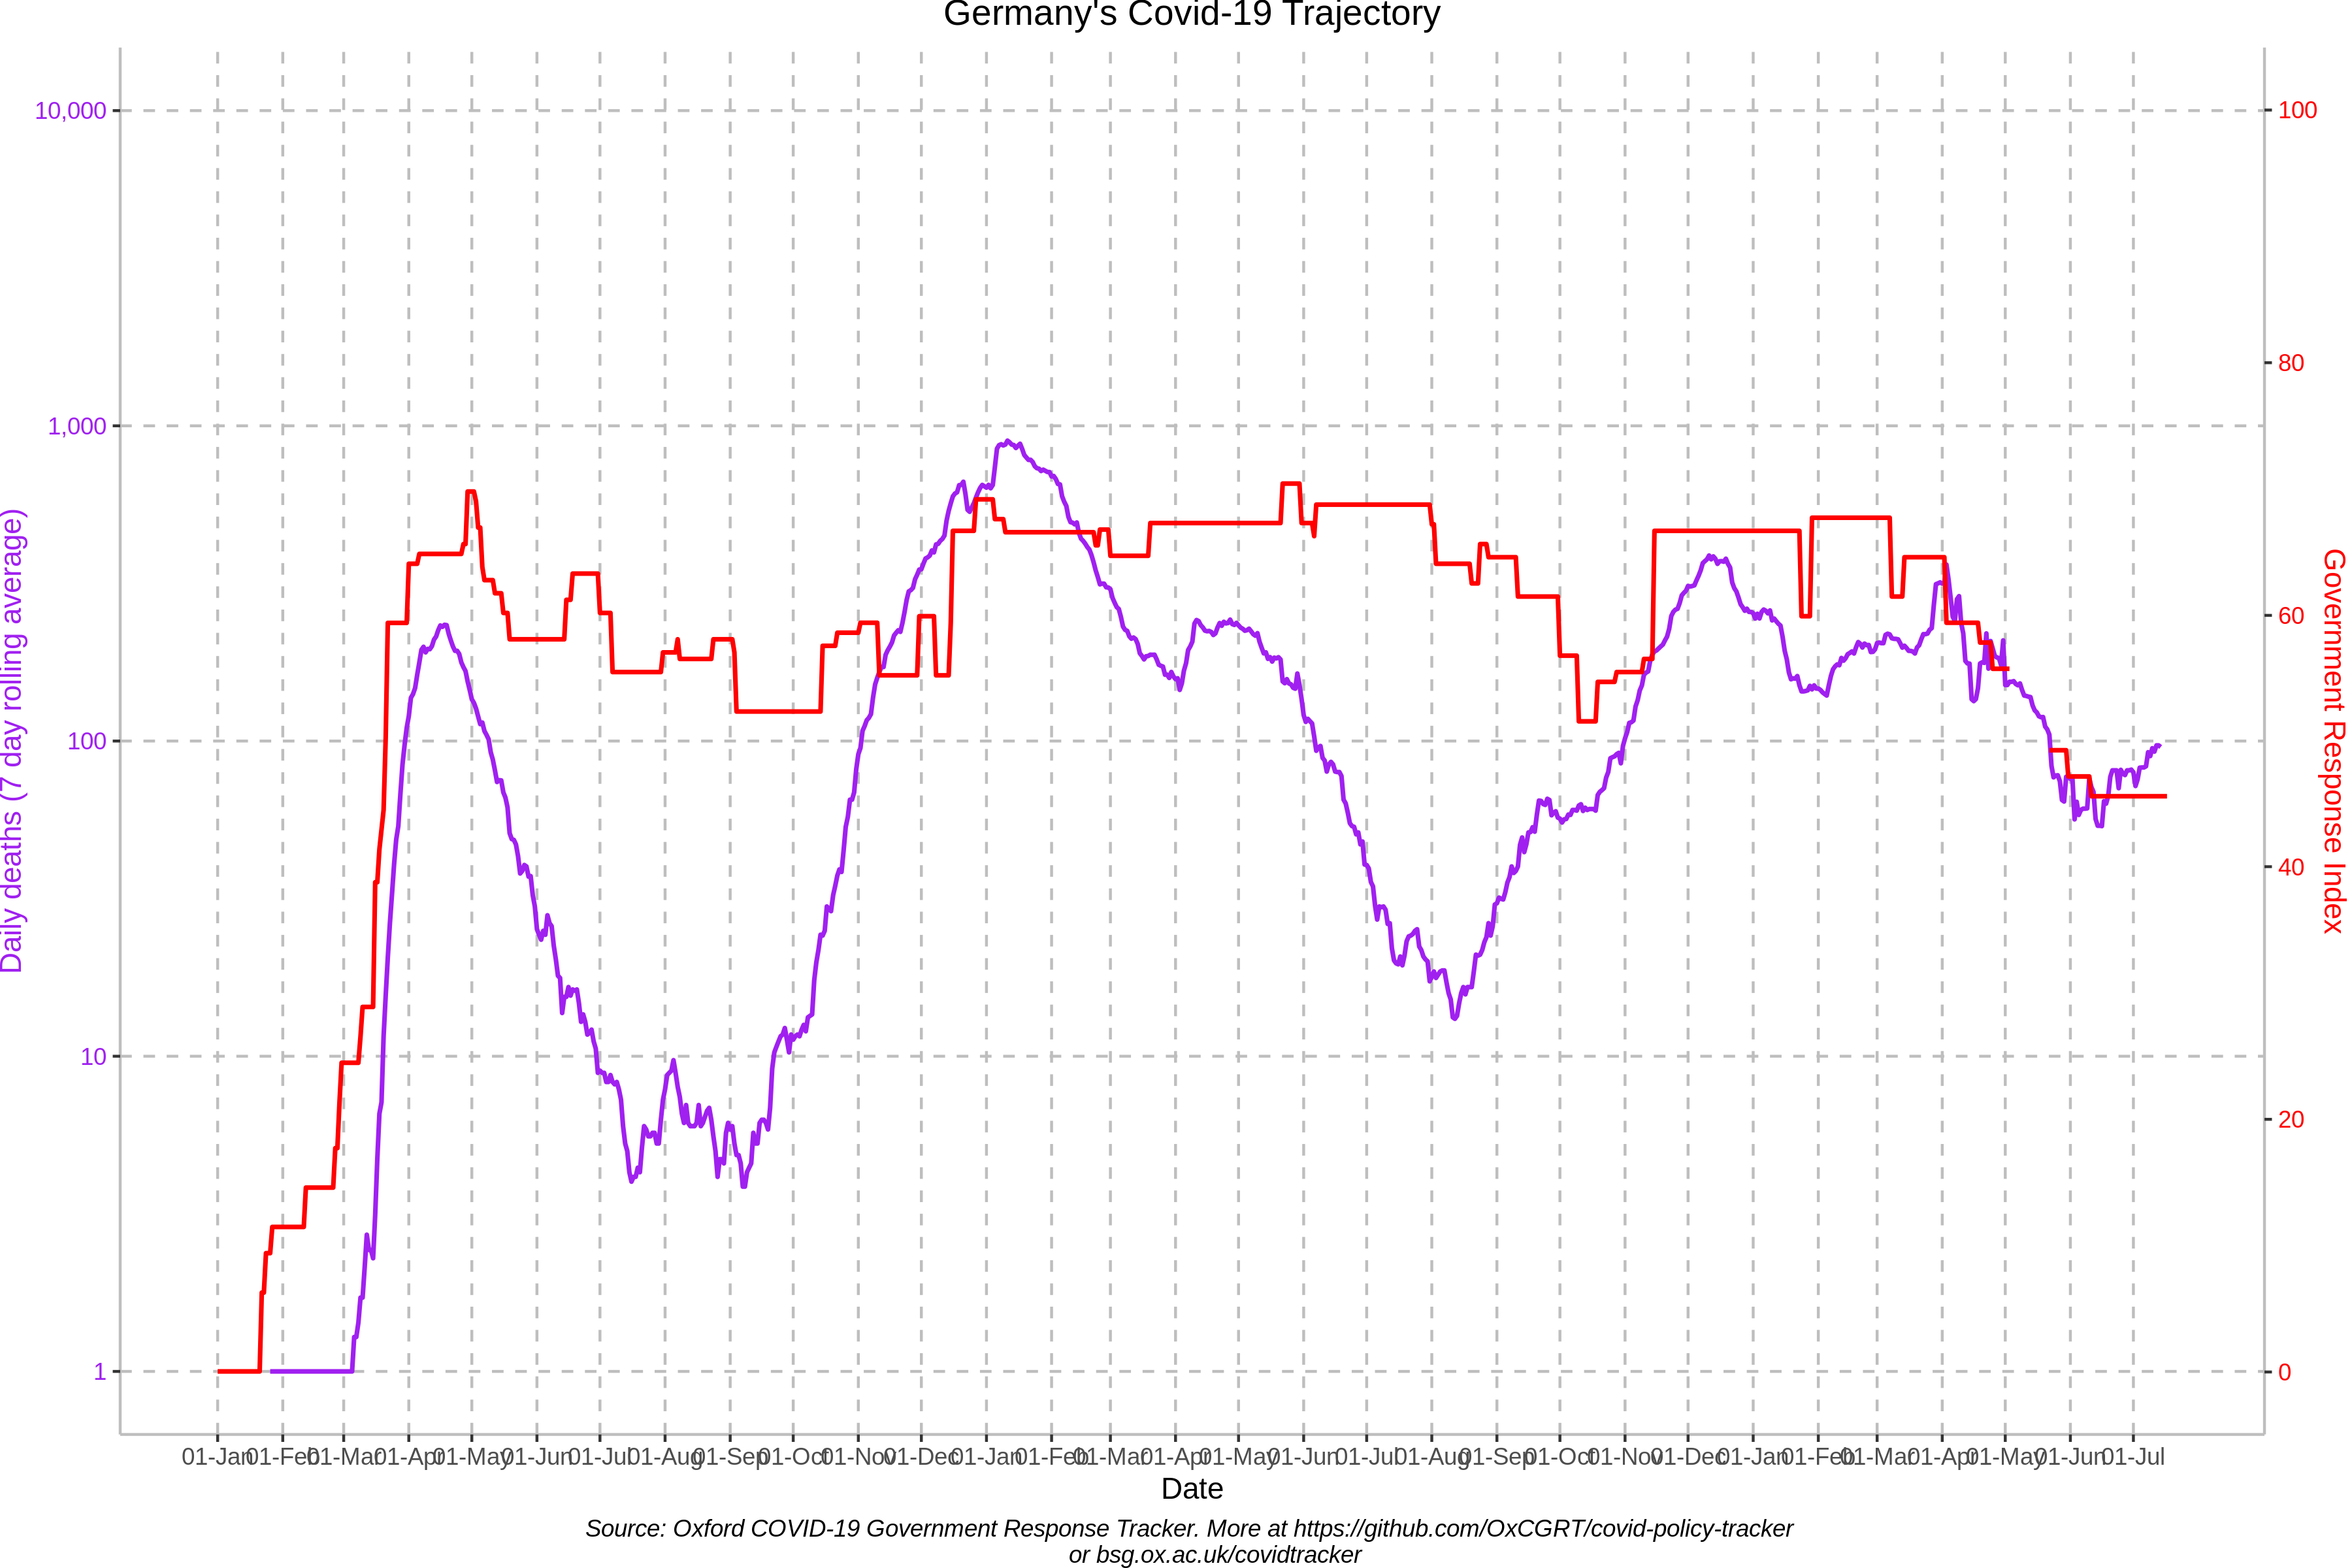 Germany's Covid-19 Trajectory
10,000
1,000
100
10
1
Daily deaths (7 day rolling average)
100
80
60
40
20
0
Government Response Index
01-Jan 01-Feb 01-Mar 01-Apr 01-May 01-Jun 01-Jul 01-Aug 01-Sep 01-Oct 01-Nov 01-Dec 01-Jan 01-Feb 01-Mar 01-Apr 01-May 01-Jun 01-Jul 01-Aug 01-Sep 01-Oct 01-Nov 01-Dec 01-Jan 01-Feb 01-Mar 01-Apr 01-May 01-Jun 01-Jul
Date
Source: Oxford COVID-19 Government Response Tracker. More at https://github.com/OxCGRT/covid-policy-tracker
or bsg.ox.ac.uk/covidtracker